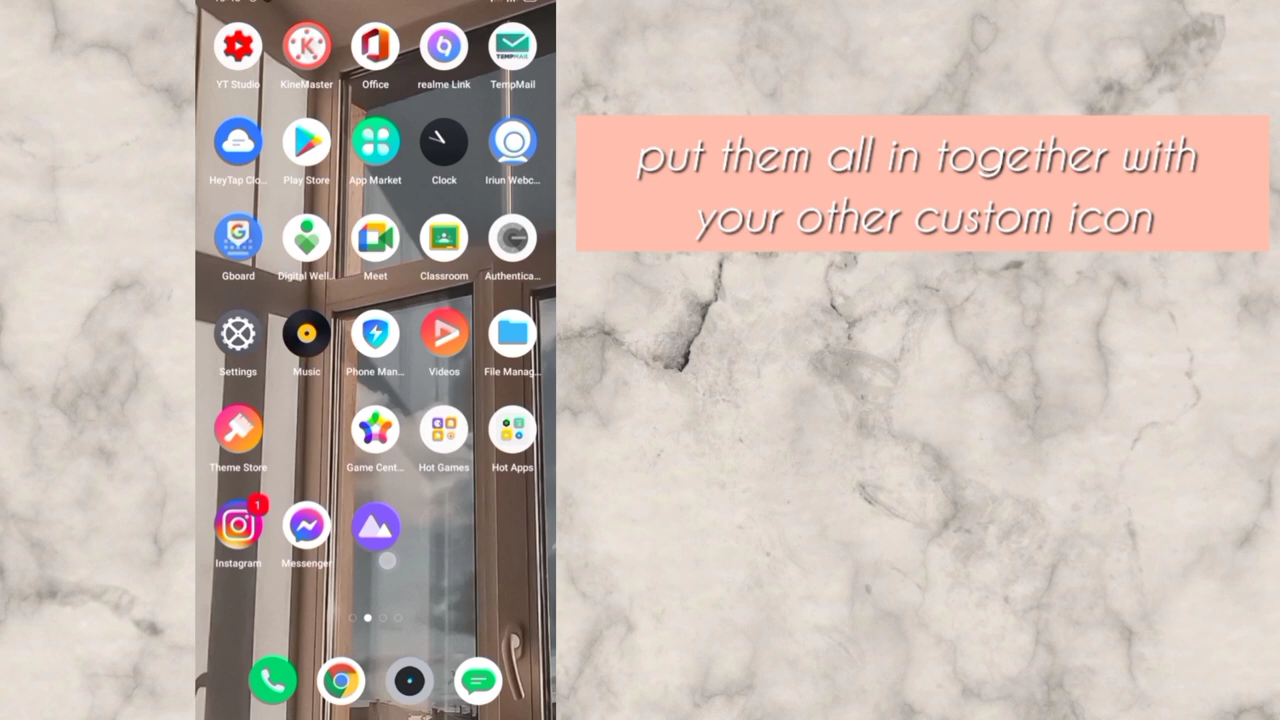 YT Studio
KineMaster
Office
realme Link
TEMPMAIL
TempMail
HeyTap Clo...
Play Store
App Market
Clock
Iriun Webc...
Gboard
Digital Well...
Meet
Classroom
Authentica...
Settings
Music
Phone Man...
Videos
File Manag...
Theme Store
Game Cent...
Hot Games
Hot Apps
1
Instagram
Messenger
put them all in together with
your other custom icon